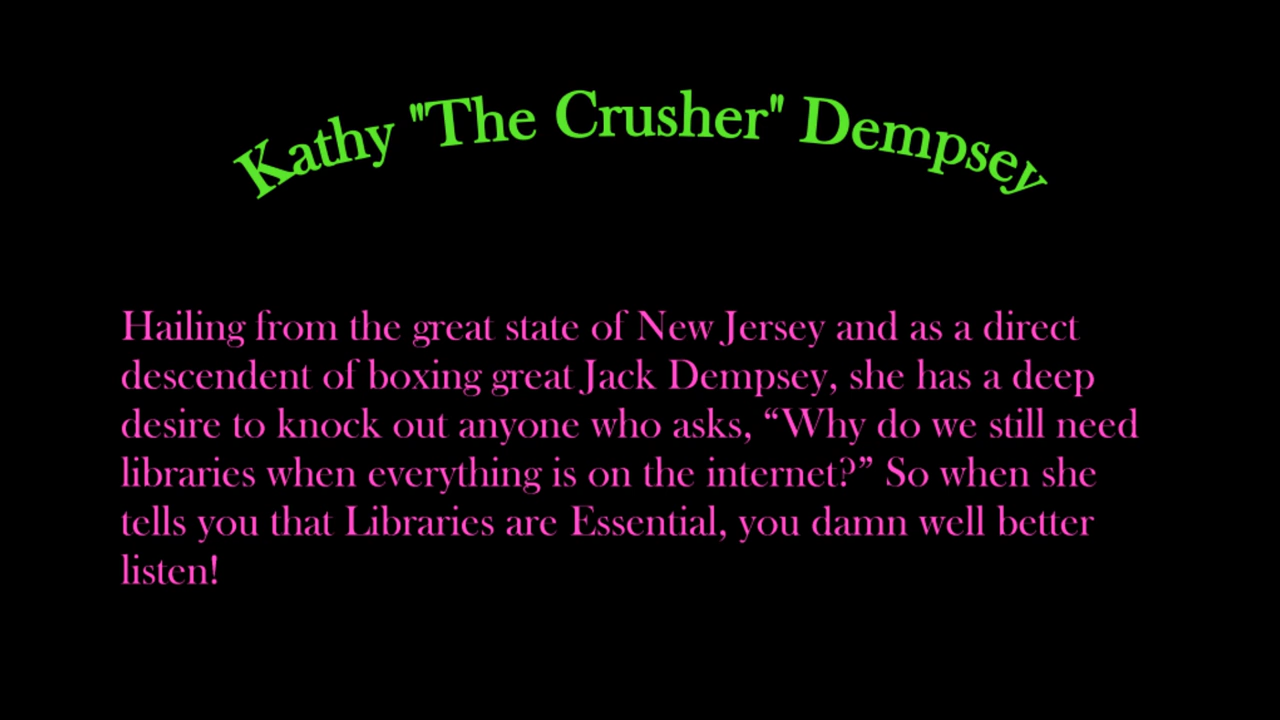 Kathy "The Crusher" Dempsey
Hailing from the great state of New Jersey and as a direct
descendent of boxing great Jack Dempsey, she has a deep
desire to knock out anyone who asks, “Why do we still need
libraries when everything is on the internet?” So when she
tells you that Libraries are Essential, you damn well better
listen!